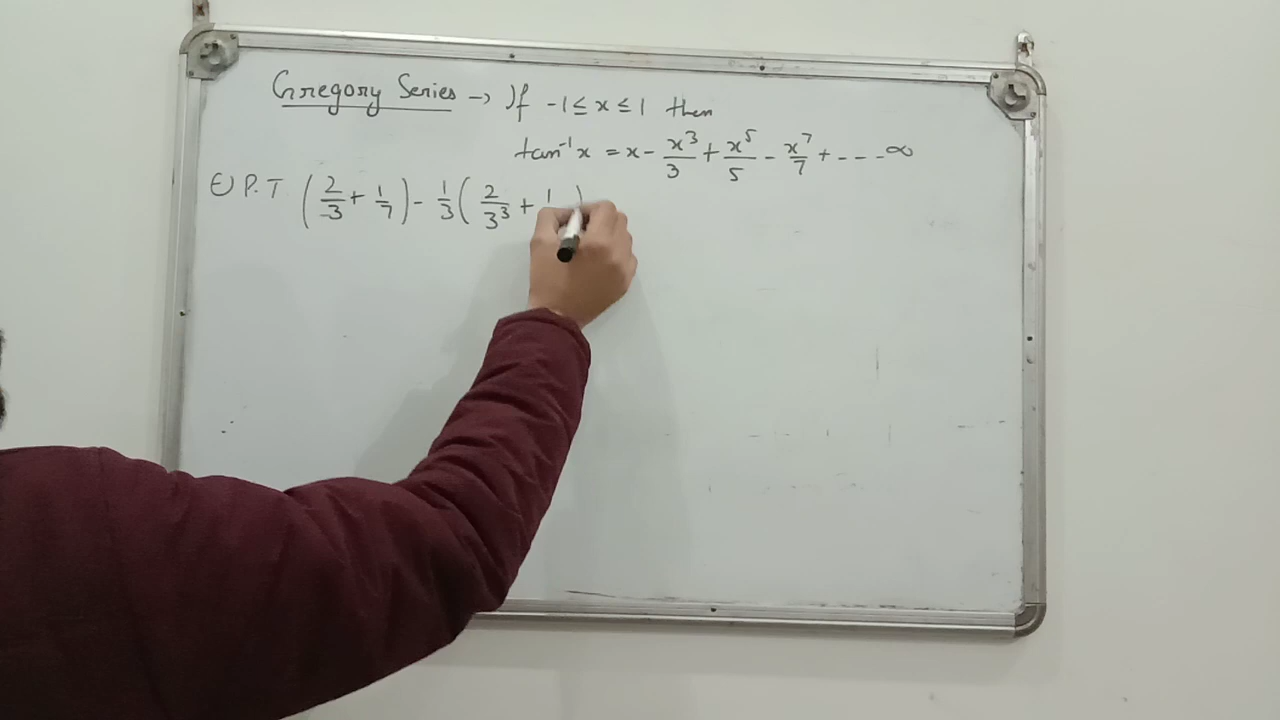 Gregory Series → If -1 ≤ x ≤ 1 then
tan⁻¹x = x - x³/3 + x⁵/5 - x⁷/7 + --- ∞
P.T (2/3 + 1/7) - 1/3 (2/3³ + 1 )